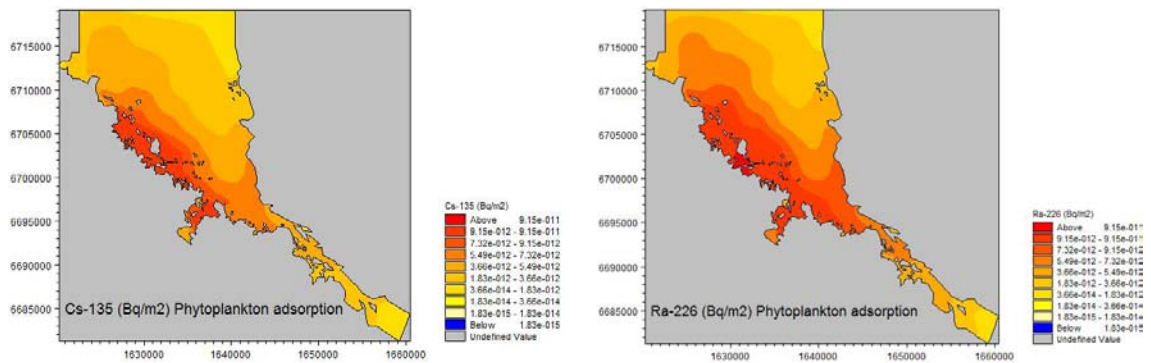 6715000
6710000
6705000
6700000
6695000
6690000
6685000
1630000 1640000 1650000 1660000
Cs-135 (Bq/m2) Phytoplankton adsorption
Cs-135 (Bq/m2)
Above 9.15e-011
9.15e-012 - 9.15e-011
7.32e-012 - 9.15e-012
5.49e-012 - 7.32e-012
3.66e-012 - 5.49e-012
1.83e-012 - 3.66e-012
3.66e-014 - 1.83e-012
1.83e-014 - 3.66e-014
1.83e-015 - 1.83e-014
Below 1.83e-015
Undefined Value
6715000
6710000
6705000
6700000
6695000
6690000
6685000
1630000 1640000 1650000 1660000
Ra-226 (Bq/m2) Phytoplankton adsorption
Ra-226 (Bq/m2)
Above 9.15e-011
9.15e-012 - 9.15e-011
7.32e-012 - 9.15e-012
5.49e-012 - 7.32e-012
3.66e-012 - 5.49e-012
1.83e-012 - 3.66e-012
3.66e-014 - 1.83e-012
1.83e-014 - 3.66e-014
1.83e-015 - 1.83e-014
Below 1.83e-015
Undefined Value